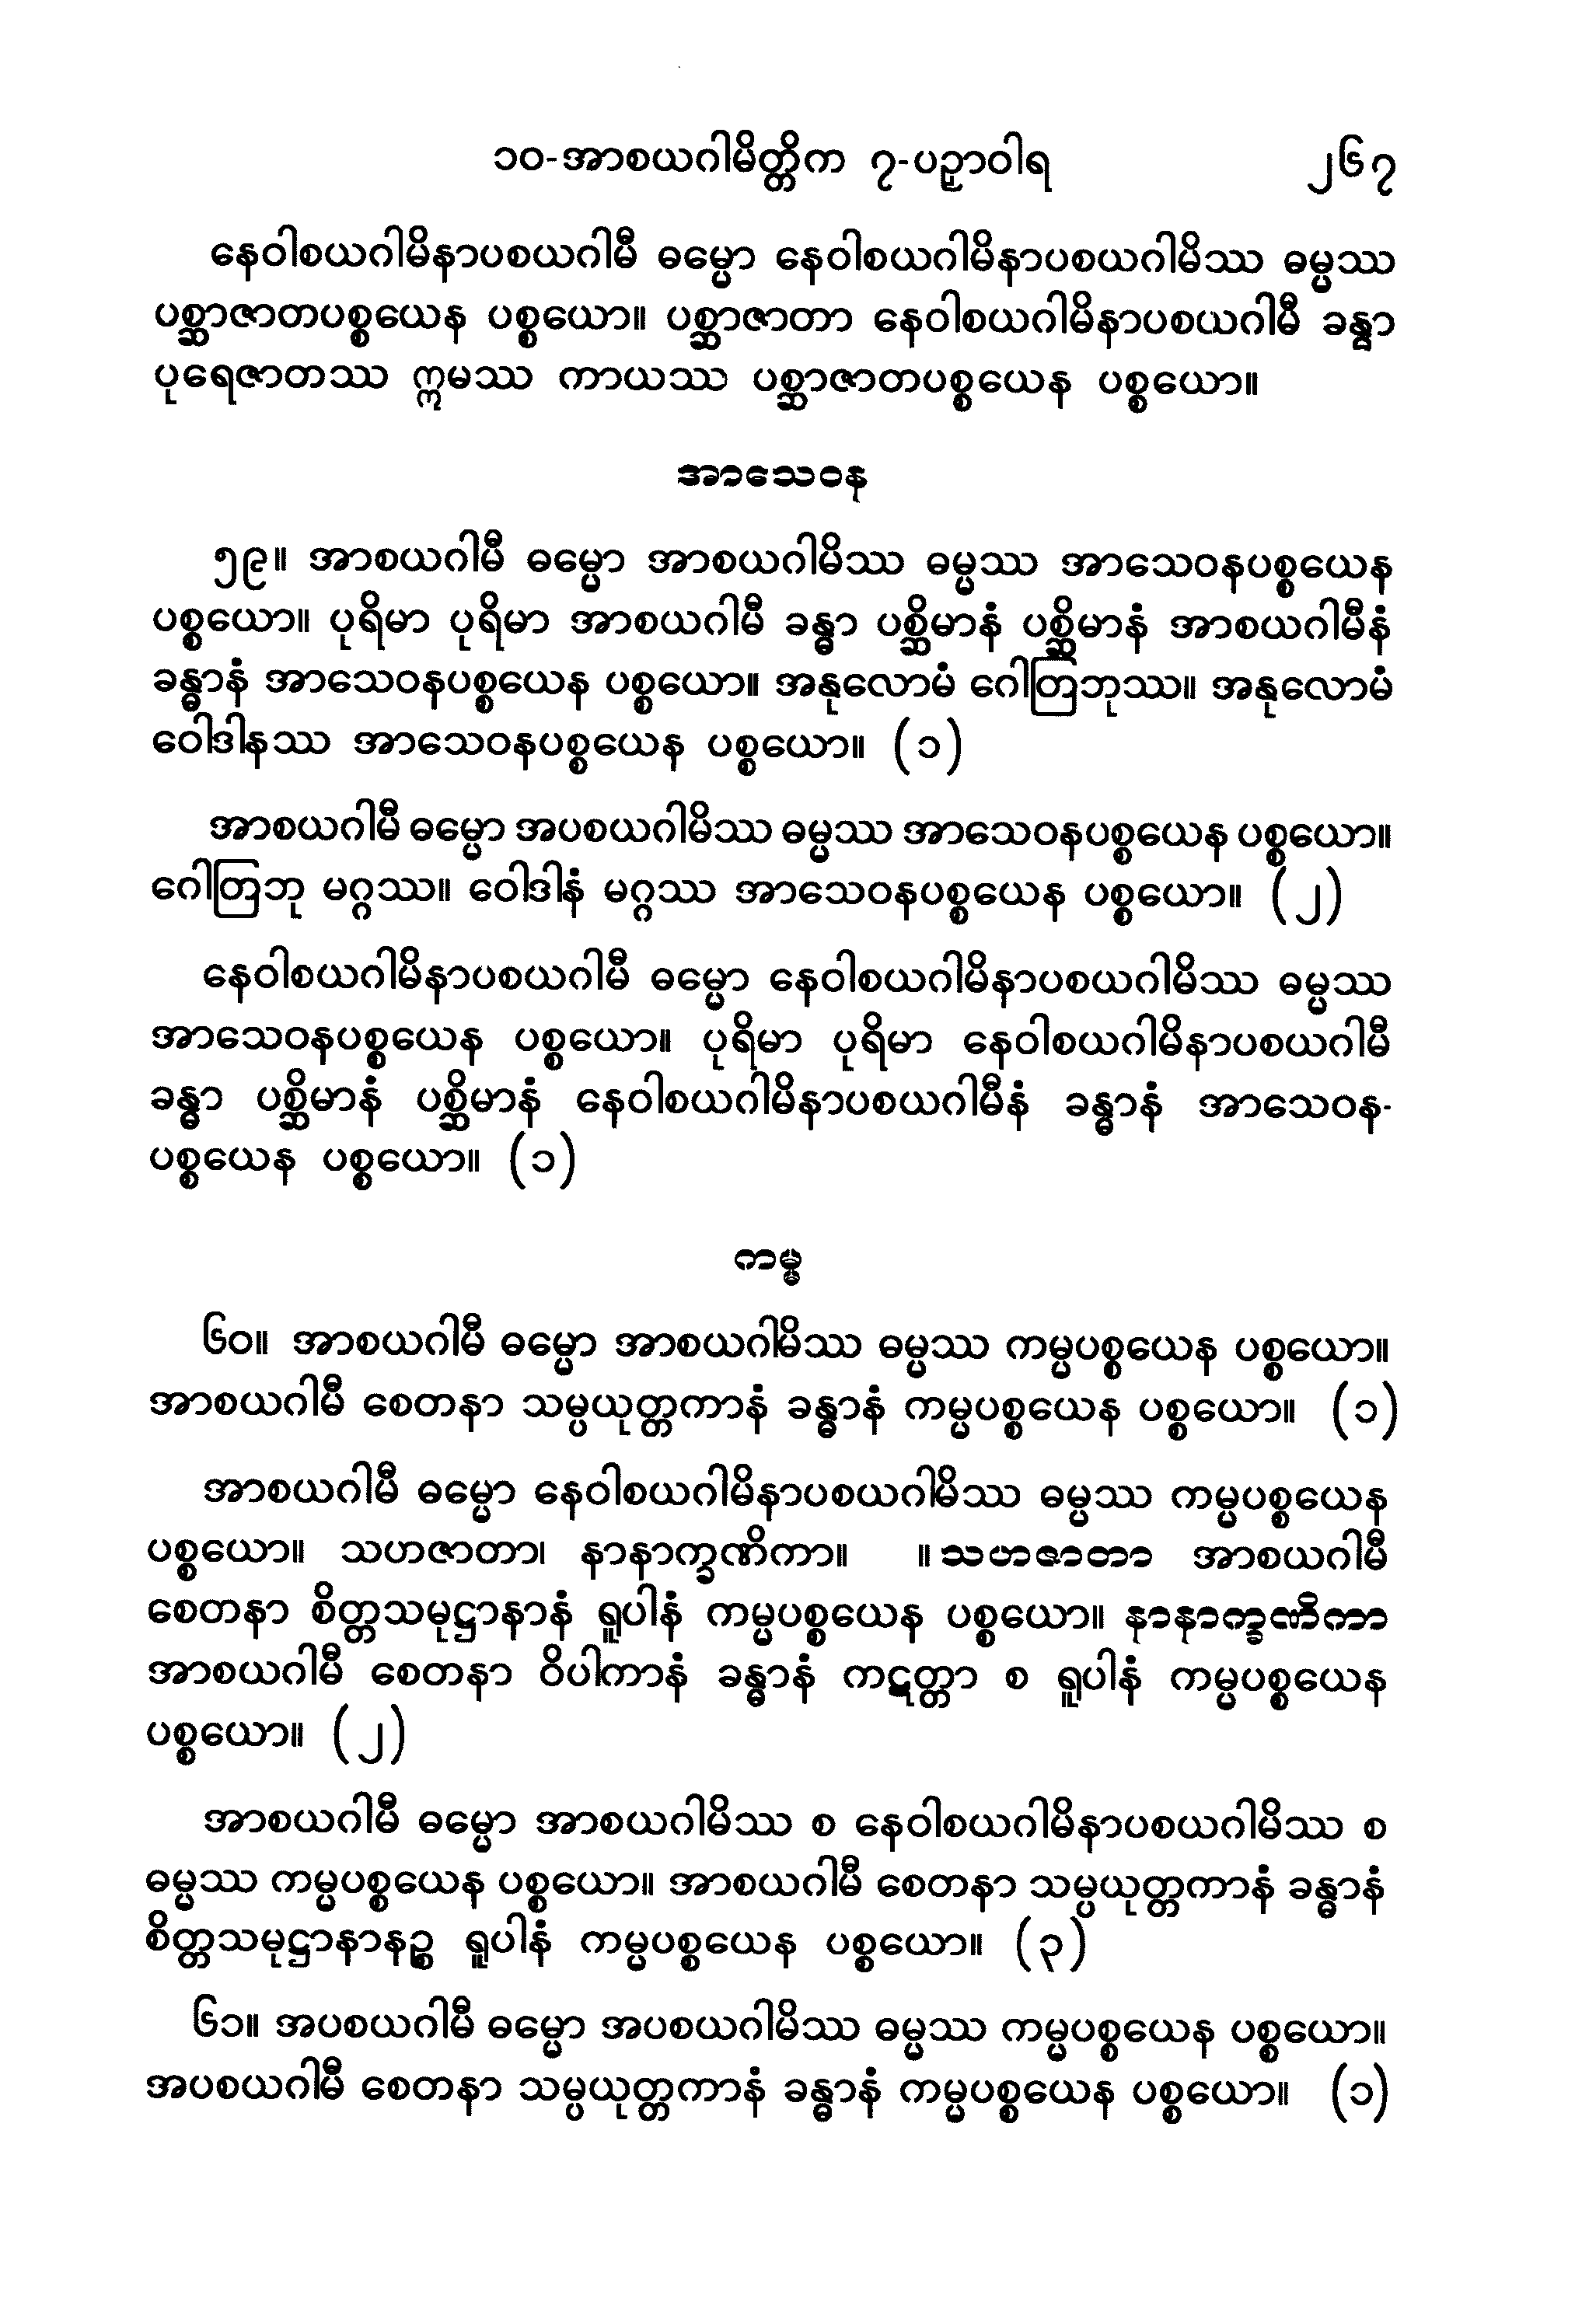 ၁၀-အာစယဂါမိတ္တိက ၇-ပဉှာဝါရ ၂၆၇
နေဝါစယဂါမိနာပစယဂါမီ ဓမ္မော နေဝါစယဂါမိနာပစယဂါမိဿ ဓမ္မဿ
ပစ္ဆာဇာတပစ္စယေန ပစ္စယော။ ပစ္ဆာဇာတာ နေဝါစယဂါမိနာပစယဂါမီ ခန္ဓာ
ပုရေဇာတဿ ဣမဿ ကာယဿ ပစ္ဆာဇာတပစ္စယေန ပစ္စယော။
အာသေဝန
၅၉။ အာစယဂါမီ ဓမ္မော အာစယဂါမိဿ ဓမ္မဿ အာသေဝနပစ္စယေန
ပစ္စယော။ ပုရိမာ ပုရိမာ အာစယဂါမီ ခန္ဓာ ပစ္ဆိမာနံ ပစ္ဆိမာနံ အာစယဂါမီနံ
ခန္ဓာနံ အာသေဝနပစ္စယေန ပစ္စယော။ အနုလောမံ ဂေါတြဘုဿ။ အနုလောမံ
ဝေါဒါနဿ အာသေဝနပစ္စယေန ပစ္စယော။ (၁)
အာစယဂါမီ ဓမ္မော အပစယဂါမိဿ ဓမ္မဿ အာသေဝနပစ္စယေန ပစ္စယော။
ဂေါတြဘု မဂ္ဂဿ။ ဝေါဒါနံ မဂ္ဂဿ အာသေဝနပစ္စယေန ပစ္စယော။ (၂)
နေဝါစယဂါမိနာပစယဂါမီ ဓမ္မော နေဝါစယဂါမိနာပစယဂါမိဿ ဓမ္မဿ
အာသေဝနပစ္စယေန ပစ္စယော။ ပုရိမာ ပုရိမာ နေဝါစယဂါမိနာပစယဂါမီ
ခန္ဓာ ပစ္ဆိမာနံ ပစ္ဆိမာနံ နေဝါစယဂါမိနာပစယဂါမီနံ ခန္ဓာနံ အာသေဝန-
ပစ္စယေန ပစ္စယော။ (၁)
ကမ္မ
၆၀။ အာစယဂါမီ ဓမ္မော အာစယဂါမိဿ ဓမ္မဿ ကမ္မပစ္စယေန ပစ္စယော။
အာစယဂါမီ စေတနာ သမ္ပယုတ္တကာနံ ခန္ဓာနံ ကမ္မပစ္စယေန ပစ္စယော။ (၁)
အာစယဂါမီ ဓမ္မော နေဝါစယဂါမိနာပစယဂါမိဿ ဓမ္မဿ ကမ္မပစ္စယေန
ပစ္စယော။ သဟဇာတာ၊ နာနာက္ခဏိကာ။ ။သဟဇာတာ အာစယဂါမီ
စေတနာ စိတ္တသမုဋ္ဌာနာနံ ရူပါနံ ကမ္မပစ္စယေန ပစ္စယော။ နာနာက္ခဏိကာ
အာစယဂါမီ စေတနာ ဝိပါကာနံ ခန္ဓာနံ ကဋတ္တာ စ ရူပါနံ ကမ္မပစ္စယေန
ပစ္စယော။ (၂)
အာစယဂါမီ ဓမ္မော အာစယဂါမိဿ စ နေဝါစယဂါမိနာပစယဂါမိဿ စ
ဓမ္မဿ ကမ္မပစ္စယေန ပစ္စယော။ အာစယဂါမီ စေတနာ သမ္ပယုတ္တကာနံ ခန္ဓာနံ
စိတ္တသမုဋ္ဌာနာနဉ္စ ရူပါနံ ကမ္မပစ္စယေန ပစ္စယော။ (၃)
၆၁။ အပစယဂါမီ ဓမ္မော အပစယဂါမိဿ ဓမ္မဿ ကမ္မပစ္စယေန ပစ္စယော။
အပစယဂါမီ စေတနာ သမ္ပယုတ္တကာနံ ခန္ဓာနံ ကမ္မပစ္စယေန ပစ္စယော။ (၁)